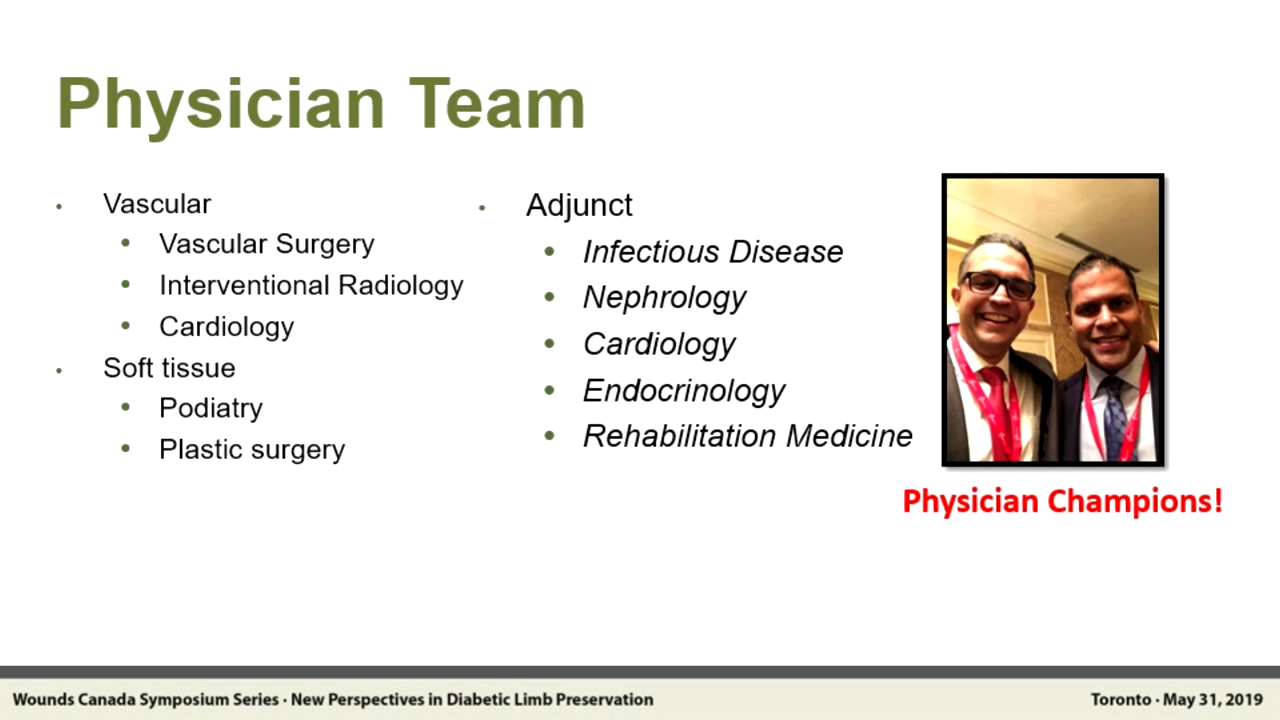 Physician Team
• Vascular
• Vascular Surgery
• Interventional Radiology
• Cardiology
• Soft tissue
• Podiatry
• Plastic surgery
• Adjunct
• Infectious Disease
• Nephrology
• Cardiology
• Endocrinology
• Rehabilitation Medicine
Physician Champions!
Wounds Canada Symposium Series · New Perspectives in Diabetic Limb Preservation
Toronto · May 31, 2019